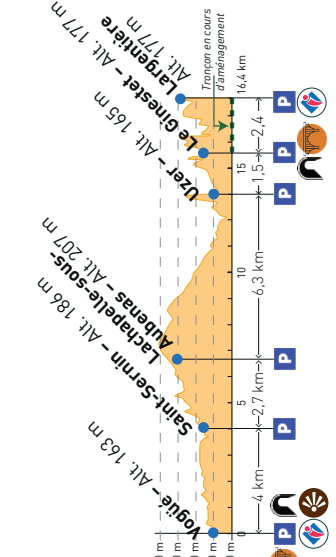 Vogüé – Alt. 163 m
Saint-Sernin – Alt. 186 m
Lachapelle-sous-
Aubenas – Alt. 207 m
Uzer – Alt. 165 m
Le Ginestet – Alt. 177 m
Largentière
Alt. 177 m
Tronçon en cours
d'aménagement
0 m
m
m
m
0 m
0
5
10
15
16,4 km
4 km
2,7 km
6,3 km
1,5
2,4
P
P
P
P
P
P